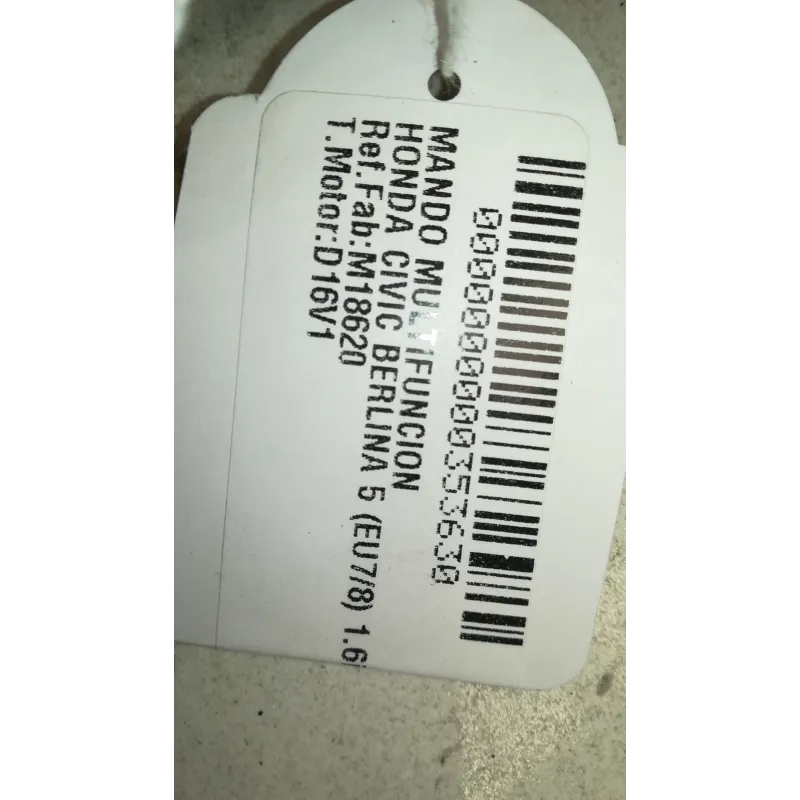 0000000000353630
MANDO MULTIFUNCION
HONDA CIVIC BERLINA 5 (EU7/8) 1.6
Ref.Fab:M18620
T.Motor:D16V1